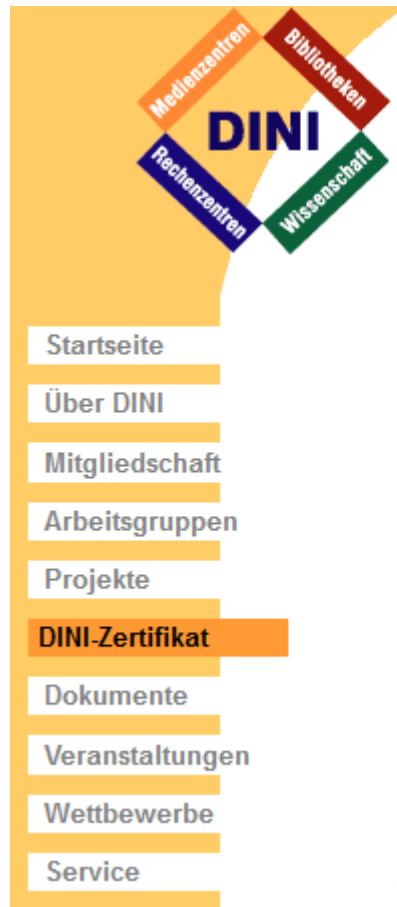 Medienzentren
Bibliotheken
DINI
Rechenzentren
Wissenschaft
Startseite
Über DINI
Mitgliedschaft
Arbeitsgruppen
Projekte
DINI-Zertifikat
Dokumente
Veranstaltungen
Wettbewerbe
Service